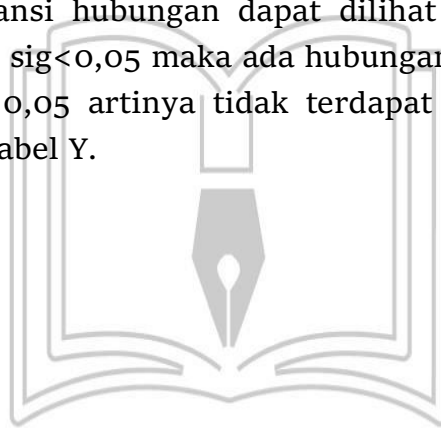 ansi hubungan dapat dilihat
sig<0,05 maka ada hubungan
0,05 artinya tidak terdapat
abel Y.